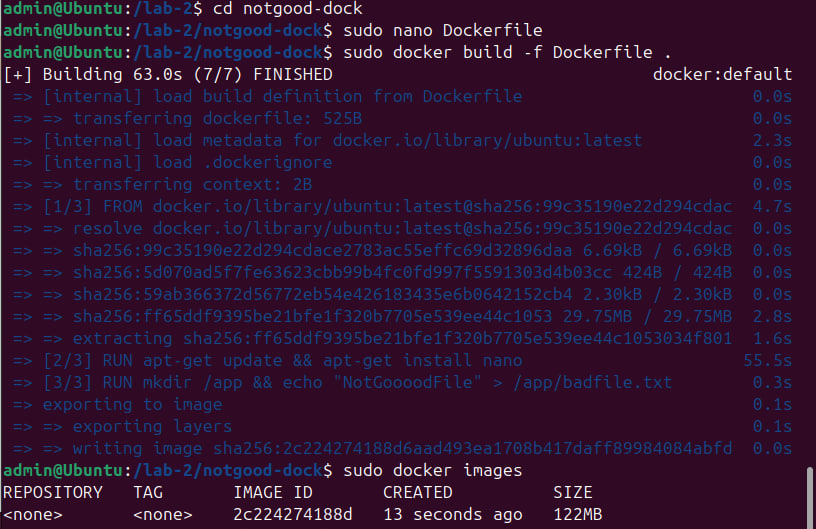 admin@Ubuntu:/lab-2$ cd notgood-dock
admin@Ubuntu:/lab-2/notgood-dock$ sudo nano Dockerfile
admin@Ubuntu:/lab-2/notgood-dock$ sudo docker build -f Dockerfile .
[+] Building 63.0s (7/7) FINISHED docker:default
=> [internal] load build definition from Dockerfile 0.0s
=> => transferring dockerfile: 525B 0.0s
=> [internal] load metadata for docker.io/library/ubuntu:latest 2.3s
=> [internal] load .dockerignore 0.0s
=> => transferring context: 2B 0.0s
=> [1/3] FROM docker.io/library/ubuntu:latest@sha256:99c35190e22d294cdac 4.7s
=> => resolve docker.io/library/ubuntu:latest@sha256:99c35190e22d294cdac 0.0s
=> => sha256:99c35190e22d294cdace2783ac55effc69d32896daa 6.69kB / 6.69kB 0.0s
=> => sha256:5d070ad5f7fe63623cbb99b4fc0fd997f5591303d4b03cc 424B / 424B 0.0s
=> => sha256:59ab366372d56772eb54e426183435e6b0642152cb4 2.30kB / 2.30kB 0.0s
=> => sha256:ff65ddf9395be21bfe1f320b7705e539ee44c1053 29.75MB / 29.75MB 2.8s
=> => extracting sha256:ff65ddf9395be21bfe1f320b7705e539ee44c1053034f801 1.6s
=> [2/3] RUN apt-get update && apt-get install nano 55.5s
=> [3/3] RUN mkdir /app && echo "NotGoooodFile" > /app/badfile.txt 0.3s
=> exporting to image 0.1s
=> => exporting layers 0.1s
=> => writing image sha256:2c224274188d6aad493ea1708b417daff89984084abfd 0.0s
admin@Ubuntu:/lab-2/notgood-dock$ sudo docker images
REPOSITORY TAG IMAGE ID CREATED SIZE
<none> <none> 2c224274188d 13 seconds ago 122MB